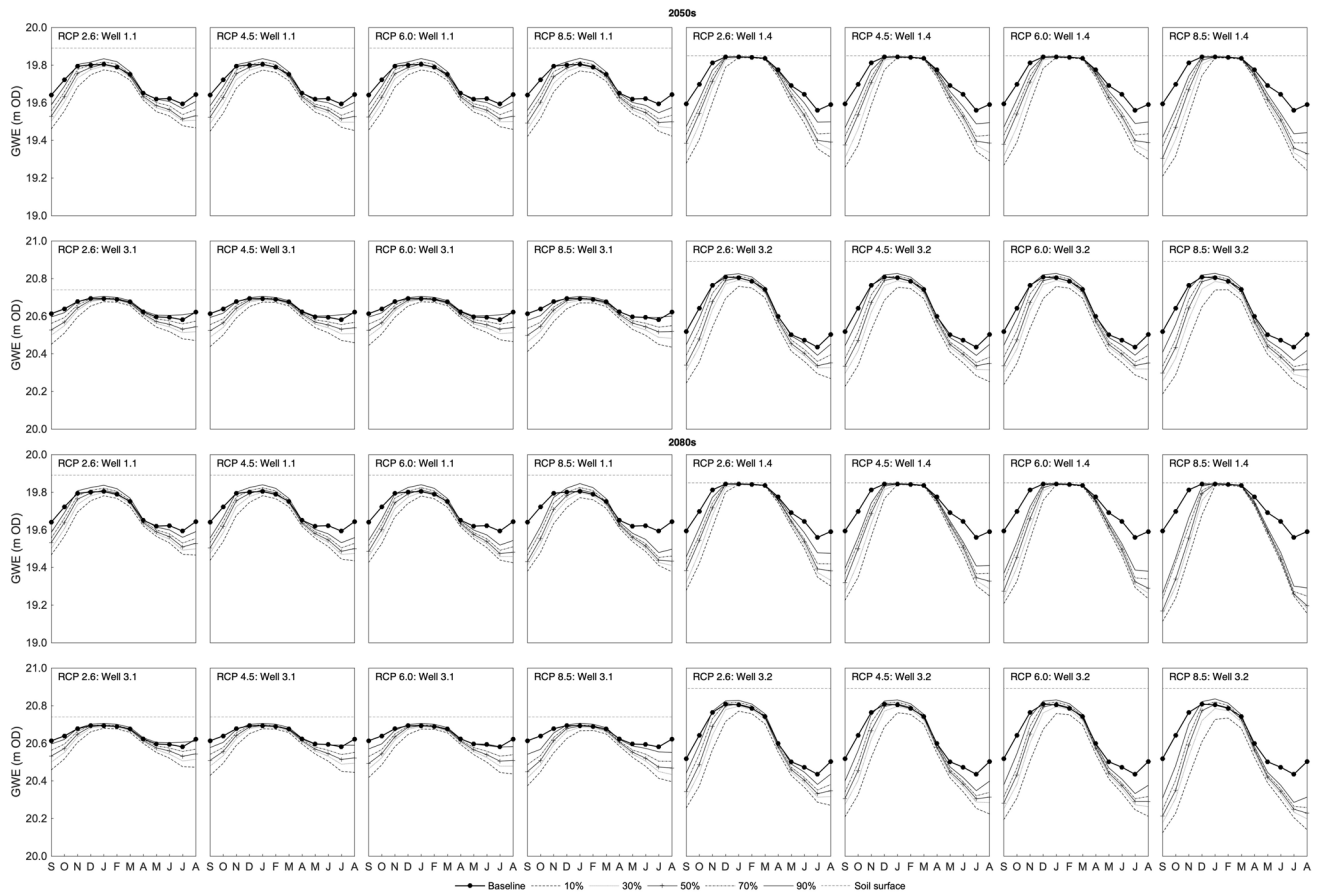 2050s
RCP 2.6: Well 1.1 RCP 4.5: Well 1.1 RCP 6.0: Well 1.1 RCP 8.5: Well 1.1 RCP 2.6: Well 1.4 RCP 4.5: Well 1.4 RCP 6.0: Well 1.4 RCP 8.5: Well 1.4
20.0
19.8
19.6
19.4
19.2
19.0
GWE (m OD)
RCP 2.6: Well 3.1 RCP 4.5: Well 3.1 RCP 6.0: Well 3.1 RCP 8.5: Well 3.1 RCP 2.6: Well 3.2 RCP 4.5: Well 3.2 RCP 6.0: Well 3.2 RCP 8.5: Well 3.2
21.0
20.8
20.6
20.4
20.2
20.0
GWE (m OD)
2080s
RCP 2.6: Well 1.1 RCP 4.5: Well 1.1 RCP 6.0: Well 1.1 RCP 8.5: Well 1.1 RCP 2.6: Well 1.4 RCP 4.5: Well 1.4 RCP 6.0: Well 1.4 RCP 8.5: Well 1.4
20.0
19.8
19.6
19.4
19.2
19.0
GWE (m OD)
RCP 2.6: Well 3.1 RCP 4.5: Well 3.1 RCP 6.0: Well 3.1 RCP 8.5: Well 3.1 RCP 2.6: Well 3.2 RCP 4.5: Well 3.2 RCP 6.0: Well 3.2 RCP 8.5: Well 3.2
21.0
20.8
20.6
20.4
20.2
20.0
GWE (m OD)
S O N D J F M A M J J A S O N D J F M A M J J A S O N D J F M A M J J A S O N D J F M A M J J A S O N D J F M A M J J A S O N D J F M A M J J A S O N D J F M A M J J A S O N D J F M A M J J A
Baseline 10% 30% 50% 70% 90% Soil surface